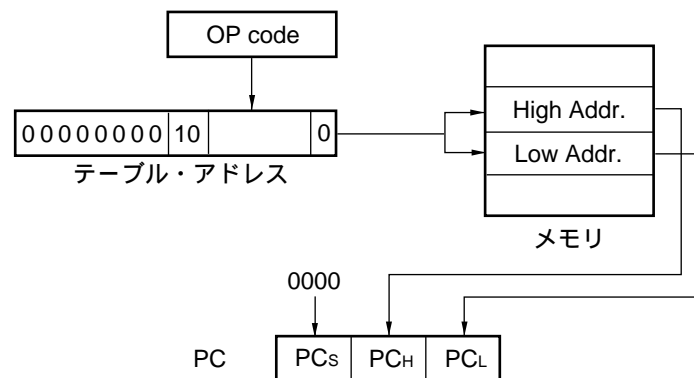 OP code
00000000 10 0
テーブル・アドレス
High Addr.
Low Addr.
メモリ
0000
PC PCS PCH PCL